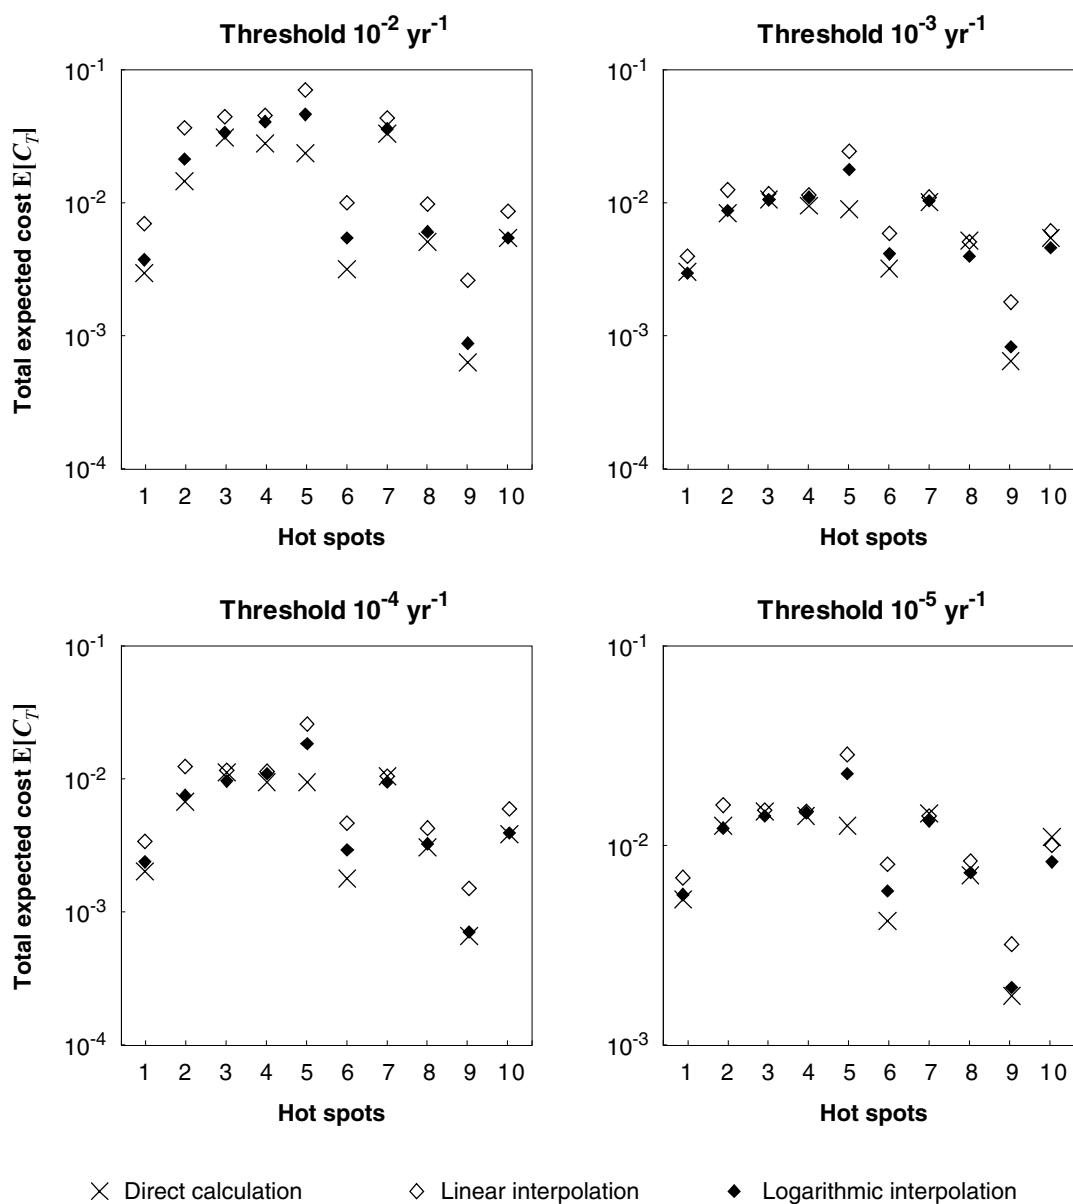 Threshold 10⁻² yr⁻¹
Total expected cost E[C_T]
10⁻¹
10⁻²
10⁻³
10⁻⁴
1 2 3 4 5 6 7 8 9 10
Hot spots
Threshold 10⁻³ yr⁻¹
10⁻¹
10⁻²
10⁻³
10⁻⁴
1 2 3 4 5 6 7 8 9 10
Hot spots
Threshold 10⁻⁴ yr⁻¹
Total expected cost E[C_T]
10⁻¹
10⁻²
10⁻³
10⁻⁴
1 2 3 4 5 6 7 8 9 10
Hot spots
Threshold 10⁻⁵ yr⁻¹
10⁻¹
10⁻²
10⁻³
1 2 3 4 5 6 7 8 9 10
Hot spots
Direct calculation Linear interpolation Logarithmic interpolation